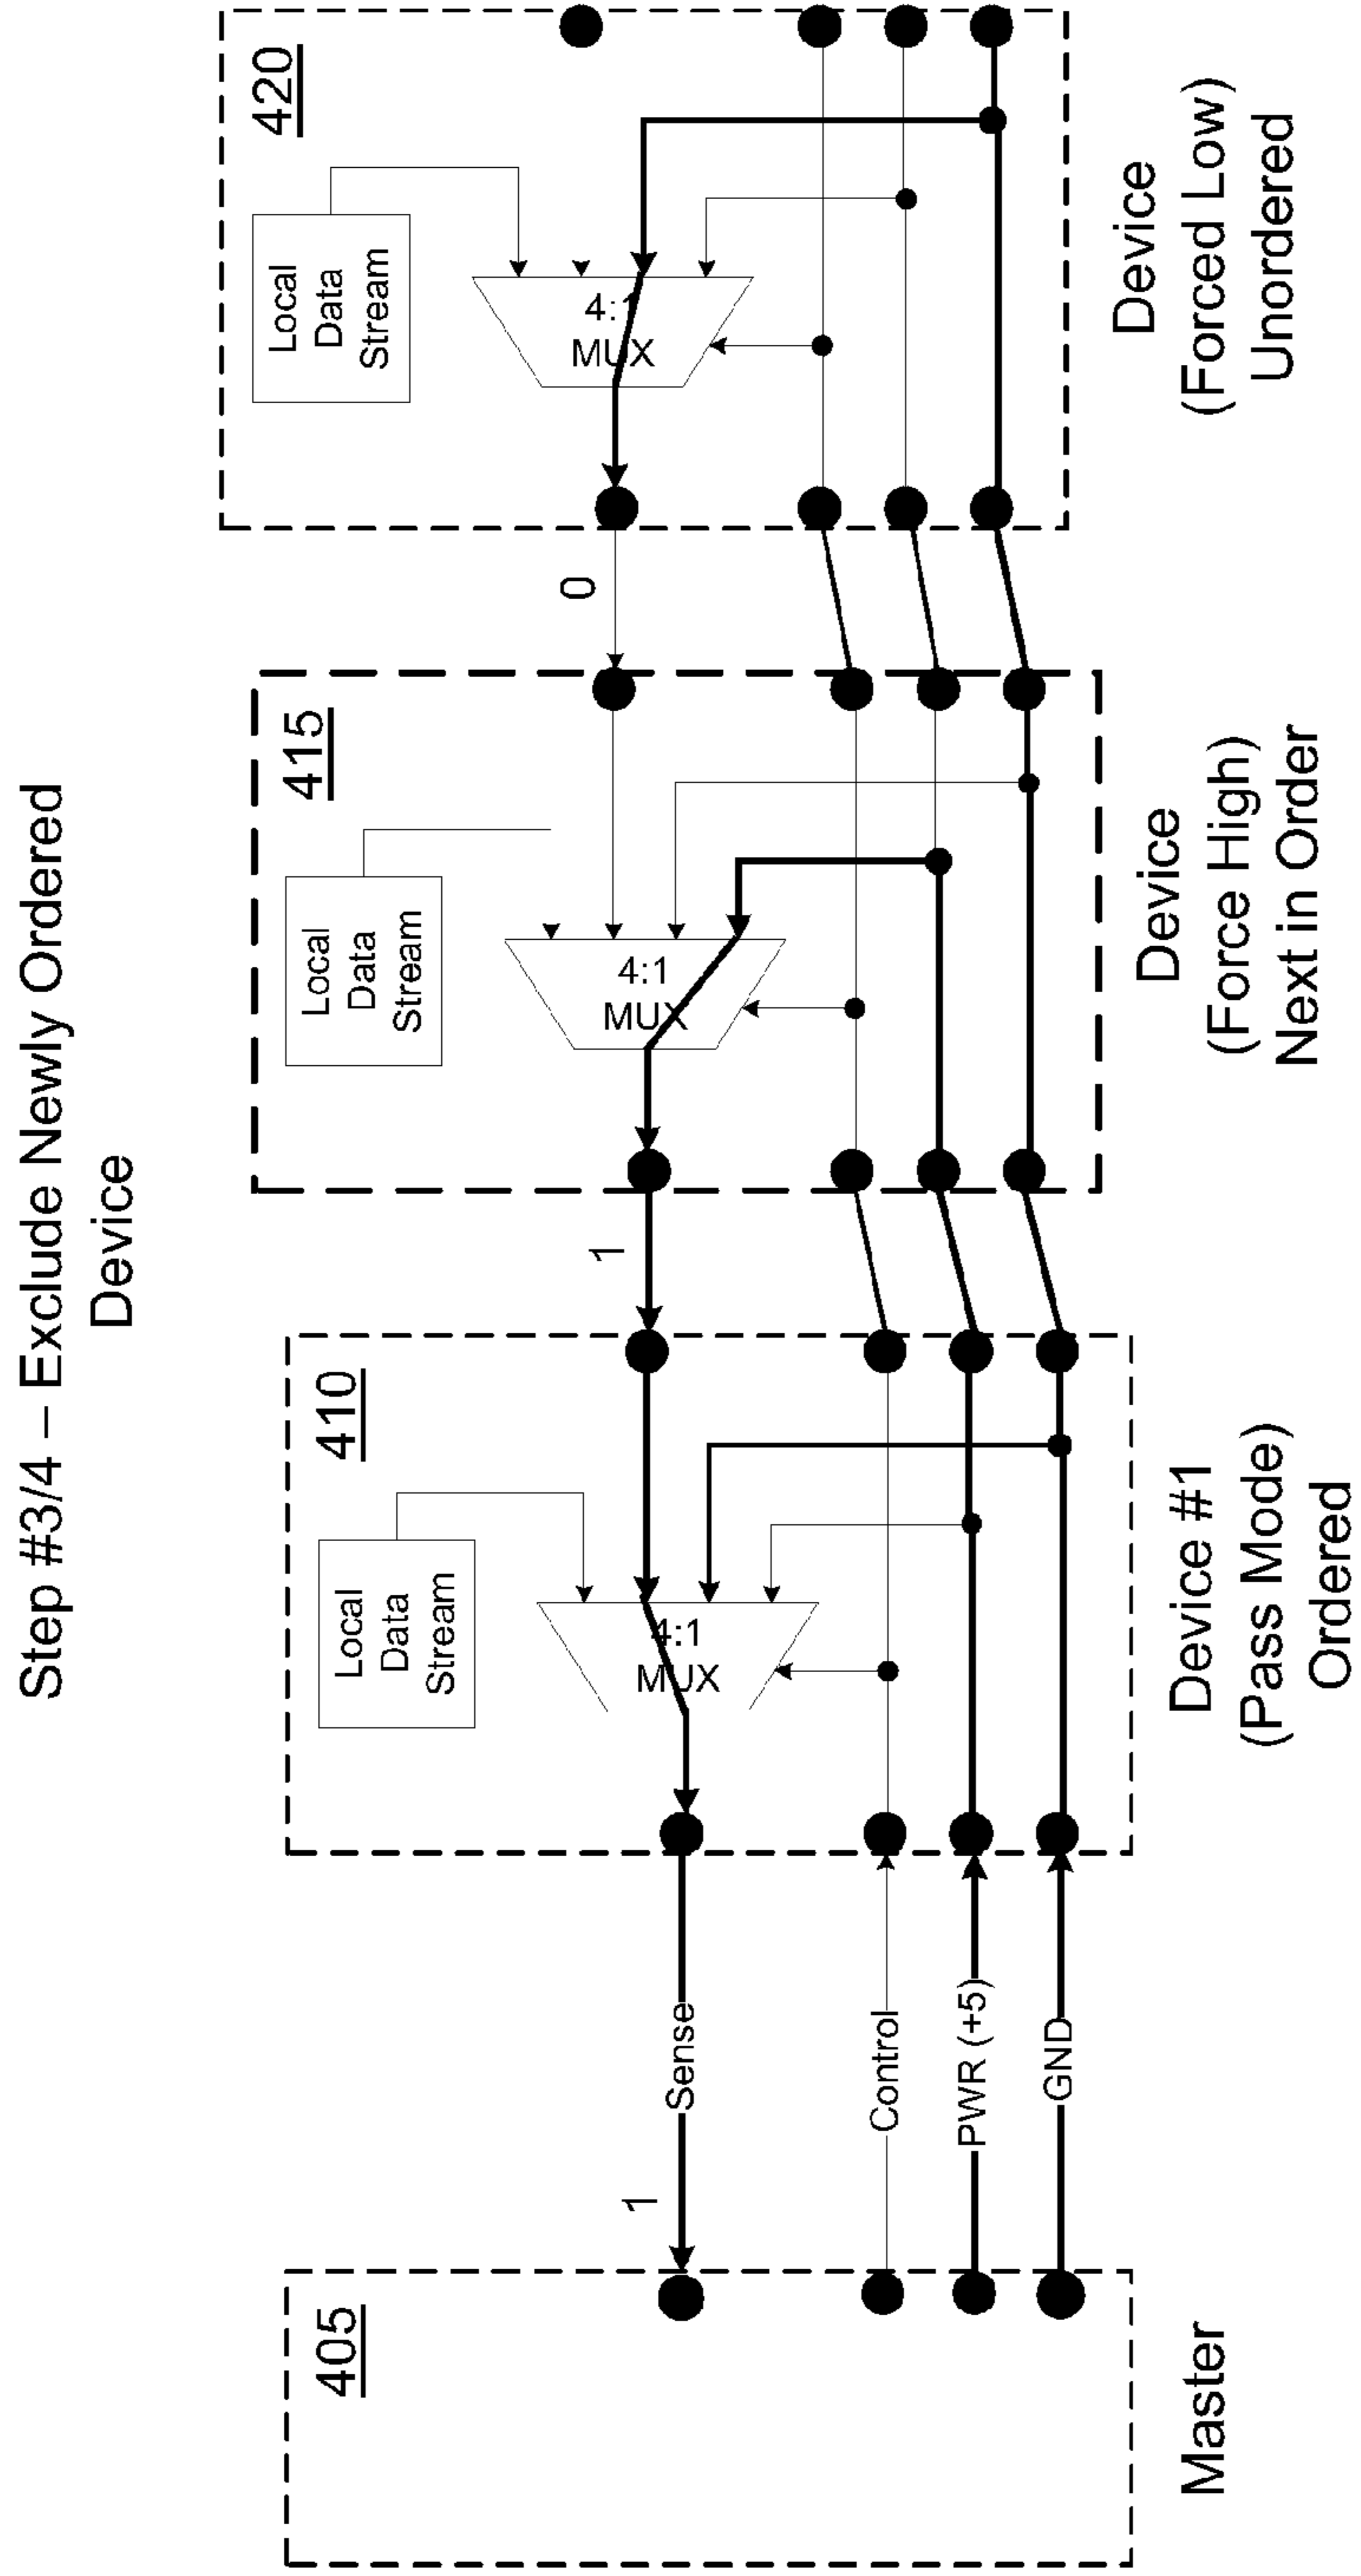 Step #3/4 – Exclude Newly Ordered
Device
405
Master
1
Sense
Control
PWR (+5)
GND
410
Local
Data
Stream
4:1
MUX
Device #1
(Pass Mode)
Ordered
1
415
Local
Data
Stream
4:1
MUX
Device
(Force High)
Next in Order
0
420
Local
Data
Stream
4:1
MUX
Device
(Forced Low)
Unordered